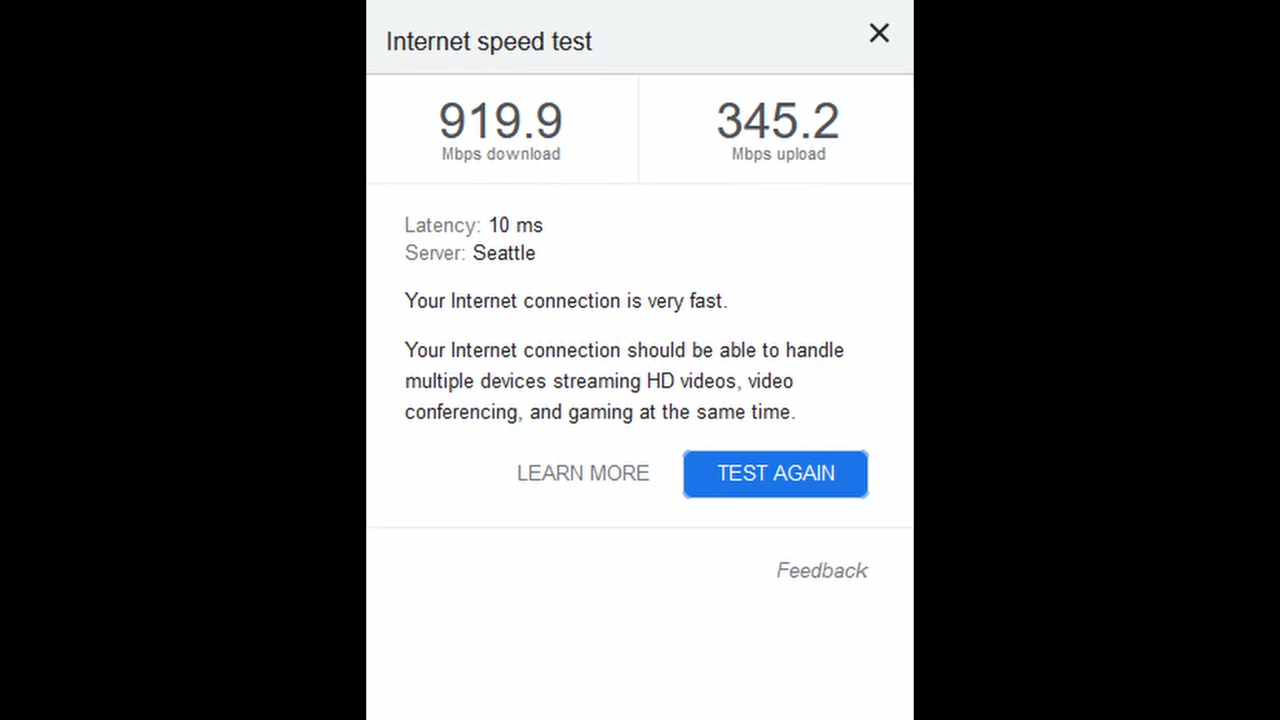 Internet speed test
919.9
Mbps download
345.2
Mbps upload
Latency: 10 ms
Server: Seattle
Your Internet connection is very fast.
Your Internet connection should be able to handle
multiple devices streaming HD videos, video
conferencing, and gaming at the same time.
LEARN MORE
TEST AGAIN
Feedback